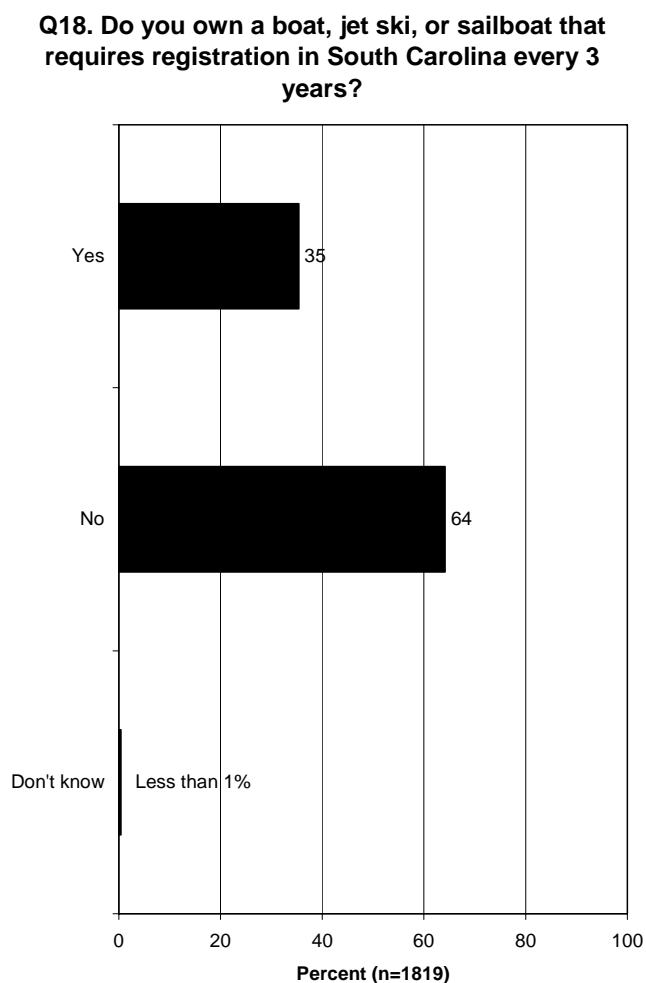 Q18. Do you own a boat, jet ski, or sailboat that
requires registration in South Carolina every 3
years?
Yes
35
No
64
Don't know
Less than 1%
0
20
40
60
80
100
Percent (n=1819)